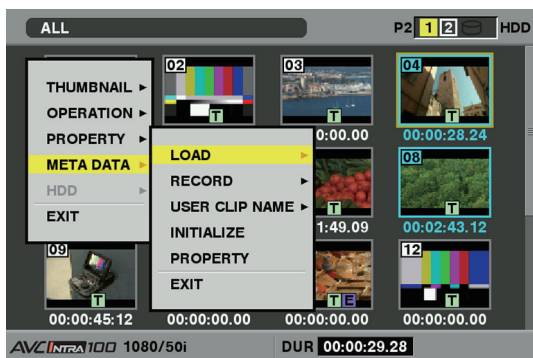 ALL
P2 1 2 HDD
02 03 04
T T T
THUMBNAIL
OPERATION
PROPERTY
META DATA
HDD
EXIT
0:00.00 00:00:28.24
LOAD
RECORD
USER CLIP NAME
INITIALIZE
PROPERTY
EXIT
08
T T
1:49.09 00:02:43.12
09 12
T T E T
00:00:45:12 00:00:00.00 00:00:00.00 00:00:00.00
AVC INTRA 100 1080/50i DUR 00:00:29.28